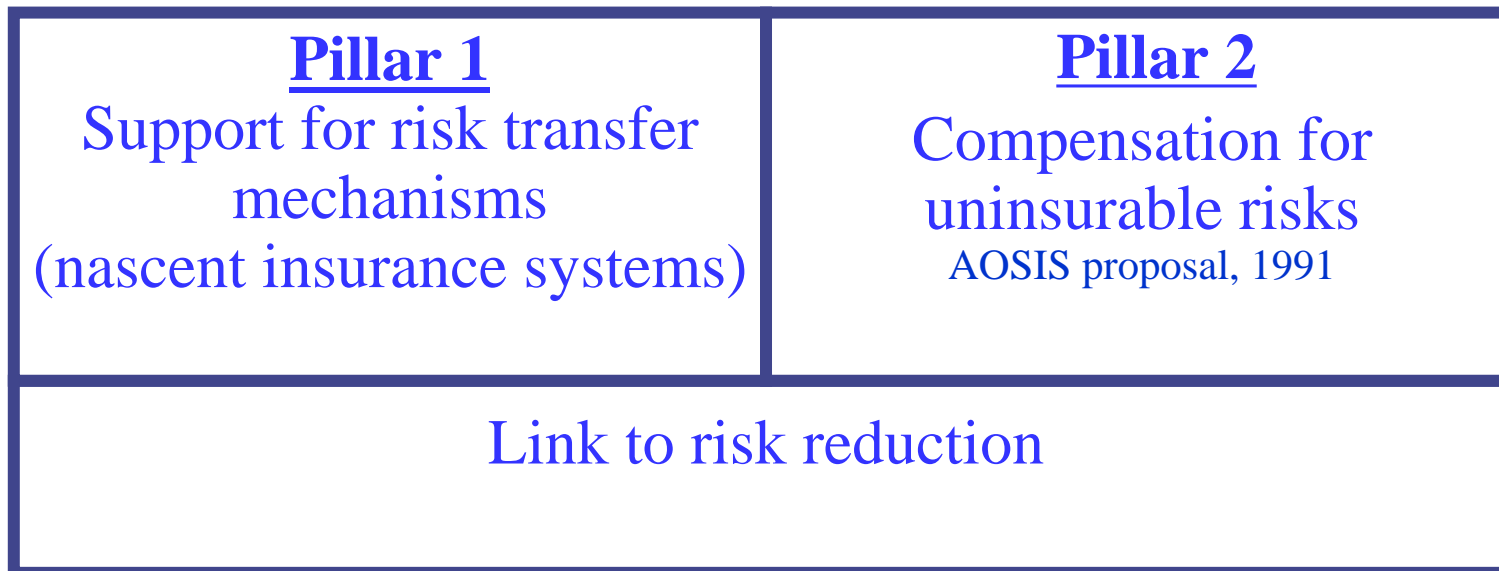 Pillar 1
Support for risk transfer
mechanisms
(nascent insurance systems)
Pillar 2
Compensation for
uninsurable risks
AOSIS proposal, 1991
Link to risk reduction